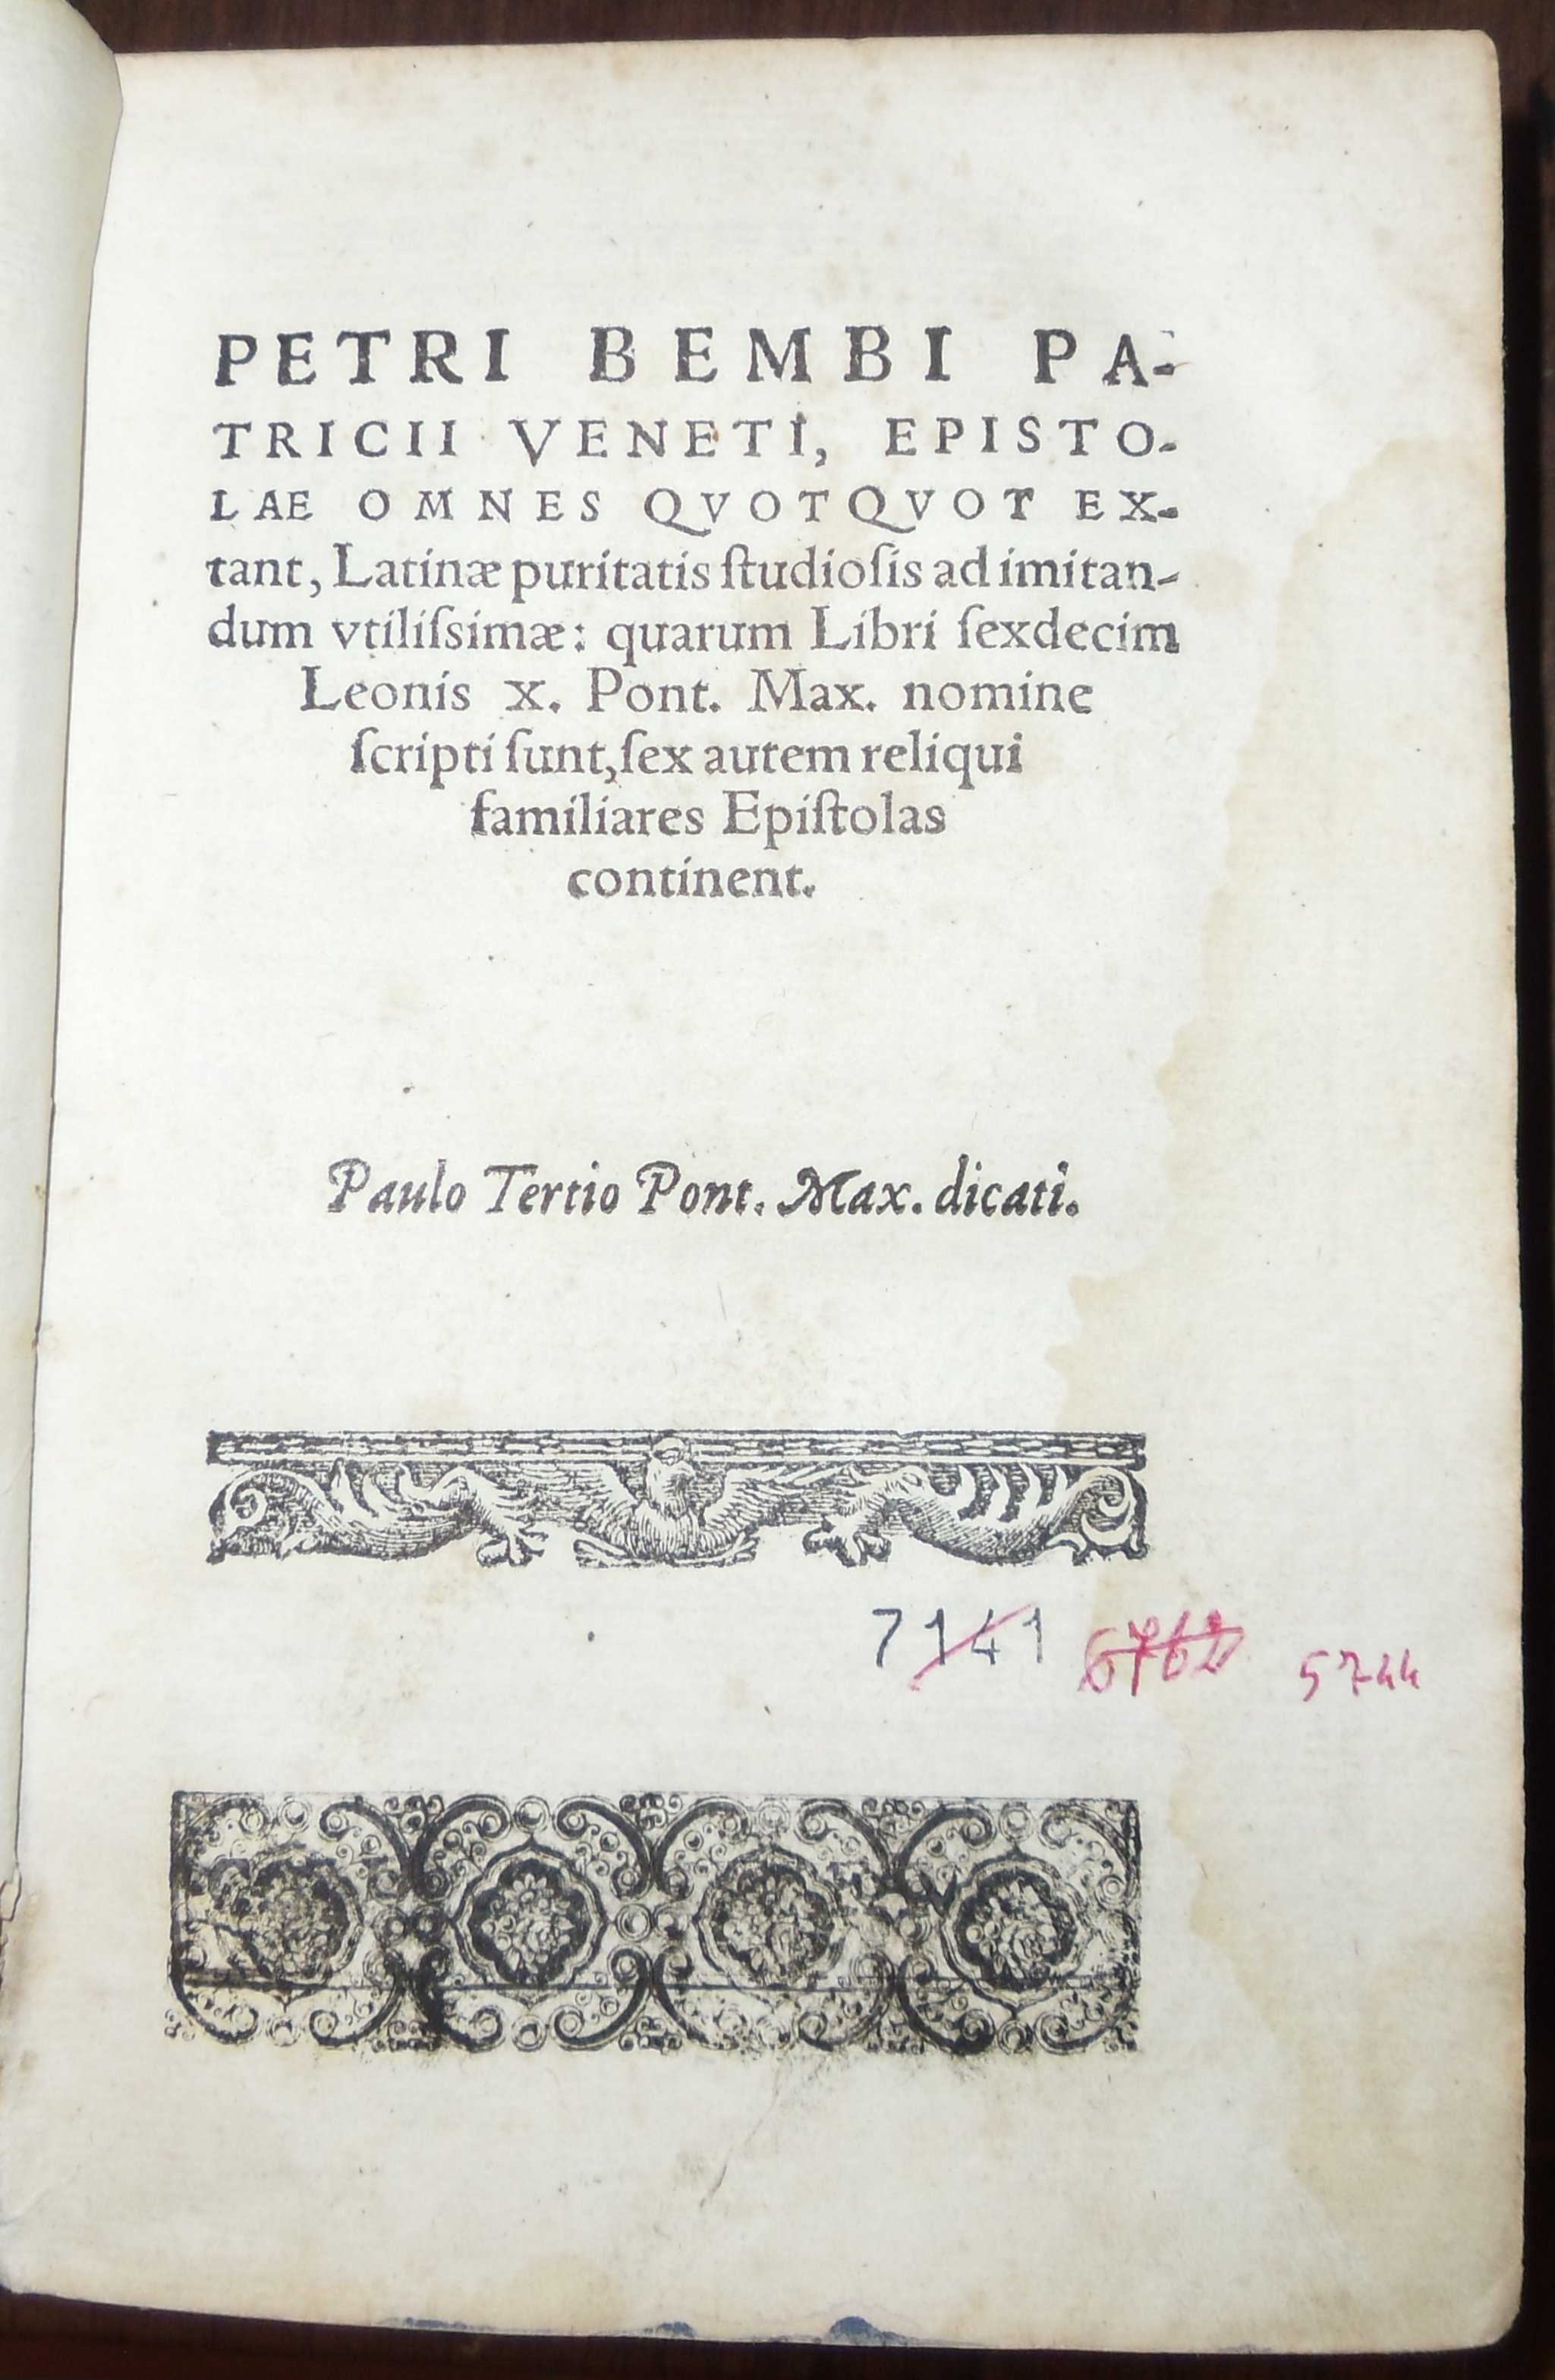 PETRI BEMBI PA-
TRICII VENETI, EPISTO-
LAE OMNES QVOTQVOT EX-
tant, Latinæ puritatis ſtudioſis ad imitan-
dum vtiliſsimæ: quarum Libri ſexdecim
Leonis X. Pont. Max. nomine
ſcripti ſunt, ſex autem reliqui
familiares Epiſtolas
continent.
Paulo Tertio Pont. Max. dicati.
7141 5744